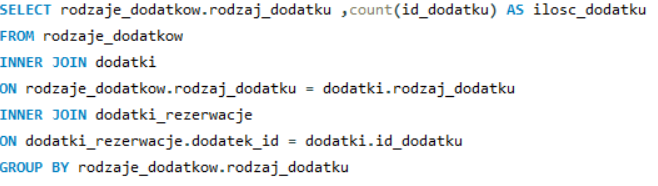 SELECT rodzaje_dodatkow.rodzaj_dodatku ,count(id_dodatku) AS ilosc_dodatku
FROM rodzaje_dodatkow
INNER JOIN dodatki
ON rodzaje_dodatkow.rodzaj_dodatku = dodatki.rodzaj_dodatku
INNER JOIN dodatki_rezerwacje
ON dodatki_rezerwacje.dodatek_id = dodatki.id_dodatku
GROUP BY rodzaje_dodatkow.rodzaj_dodatku